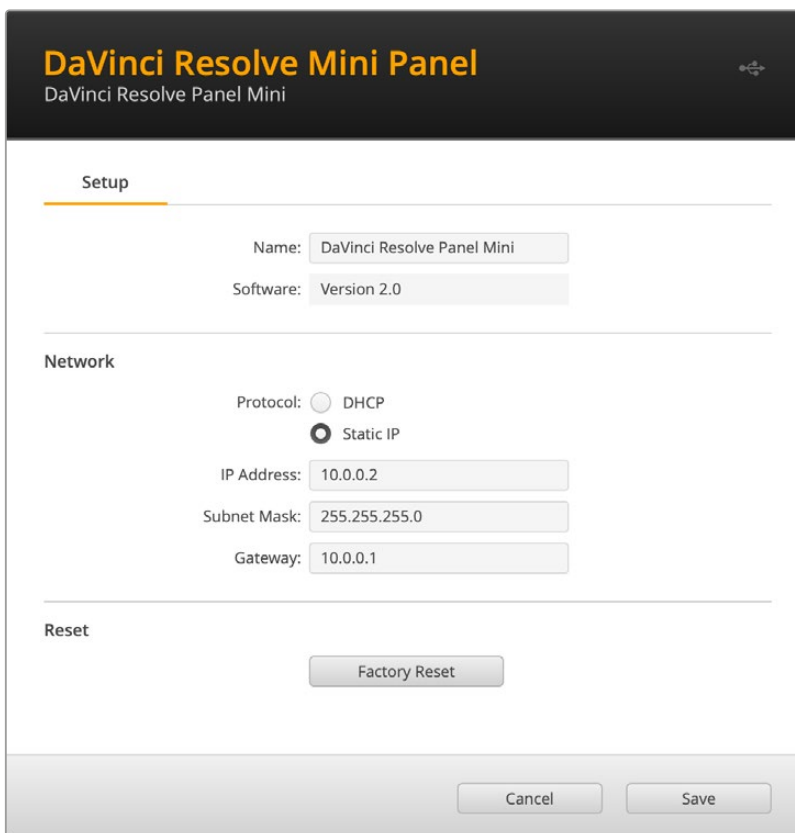 DaVinci Resolve Mini Panel
DaVinci Resolve Panel Mini
Setup
Name: DaVinci Resolve Panel Mini
Software: Version 2.0
Network
Protocol: DHCP
Static IP
IP Address: 10.0.0.2
Subnet Mask: 255.255.255.0
Gateway: 10.0.0.1
Reset
Factory Reset
Cancel Save